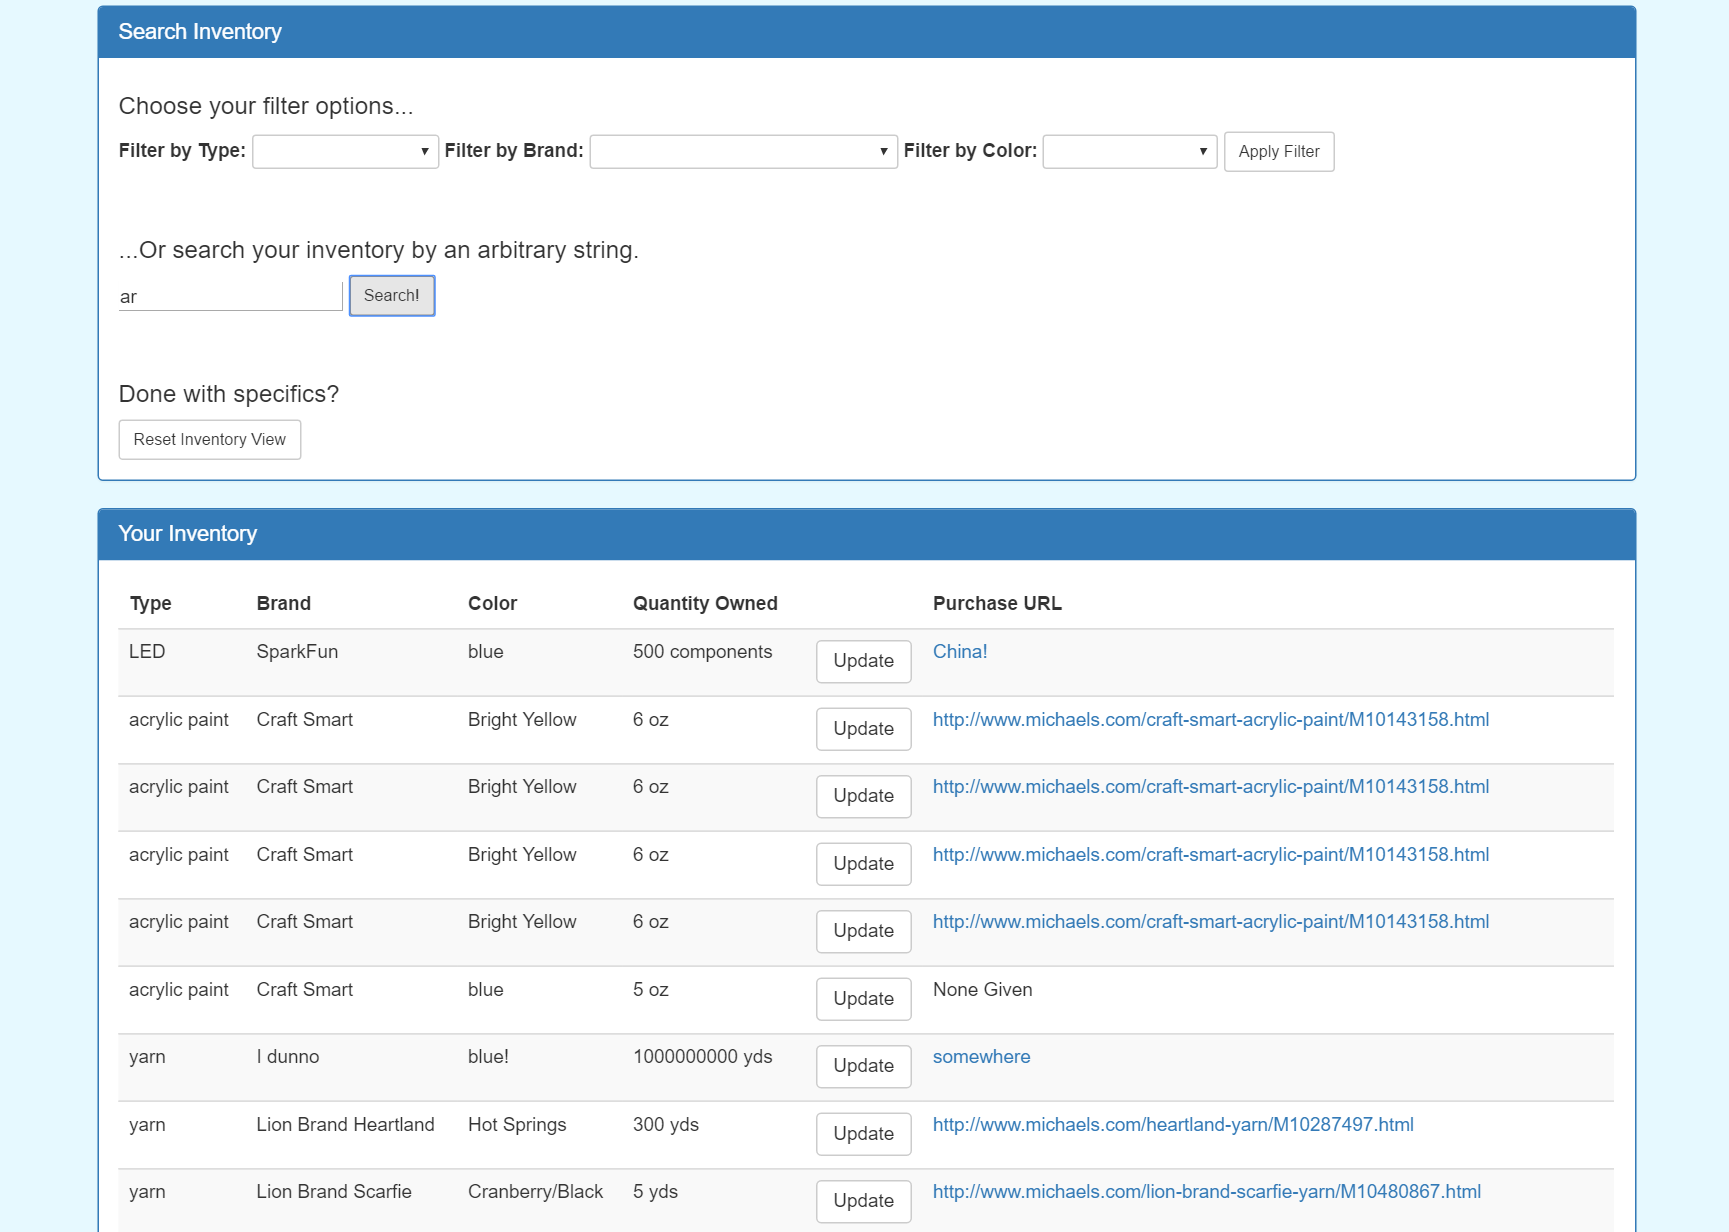 Search Inventory
Choose your filter options...
Filter by Type: Filter by Brand: Filter by Color: Apply Filter
...Or search your inventory by an arbitrary string.
ar Search!
Done with specifics?
Reset Inventory View
Your Inventory
Type Brand Color Quantity Owned Purchase URL
LED SparkFun blue 500 components Update China!
acrylic paint Craft Smart Bright Yellow 6 oz Update http://www.michaels.com/craft-smart-acrylic-paint/M10143158.html
acrylic paint Craft Smart Bright Yellow 6 oz Update http://www.michaels.com/craft-smart-acrylic-paint/M10143158.html
acrylic paint Craft Smart Bright Yellow 6 oz Update http://www.michaels.com/craft-smart-acrylic-paint/M10143158.html
acrylic paint Craft Smart Bright Yellow 6 oz Update http://www.michaels.com/craft-smart-acrylic-paint/M10143158.html
acrylic paint Craft Smart blue 5 oz Update None Given
yarn I dunno blue! 1000000000 yds Update somewhere
yarn Lion Brand Heartland Hot Springs 300 yds Update http://www.michaels.com/heartland-yarn/M10287497.html
yarn Lion Brand Scarfie Cranberry/Black 5 yds Update http://www.michaels.com/lion-brand-scarfie-yarn/M10480867.html